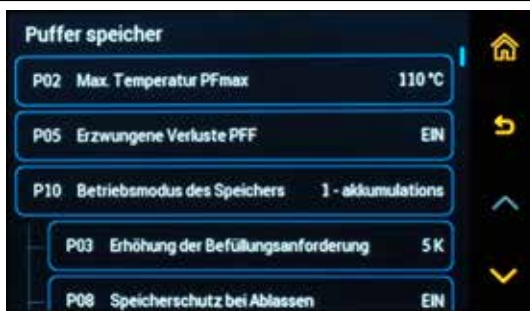 Puffer speicher
P02 Max. Temperatur PFmax 110 °C
P05 Erzwungene Verluste PFF EIN
P10 Betriebsmodus des Speichers 1 - akkumulations
P03 Erhöhung der Befüllungsanforderung 5 K
P08 Speicherschutz bei Ablassen EIN